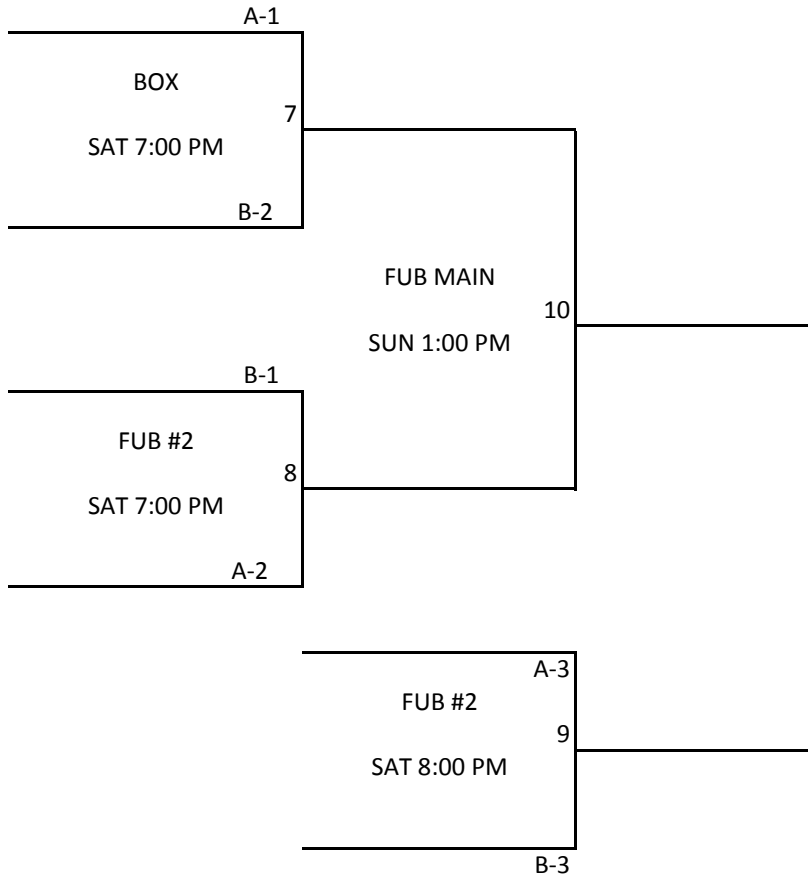 A-1
BOX
7
SAT 7:00 PM
B-2
FUB MAIN
10
SUN 1:00 PM
B-1
FUB #2
8
SAT 7:00 PM
A-2
A-3
FUB #2
9
SAT 8:00 PM
B-3